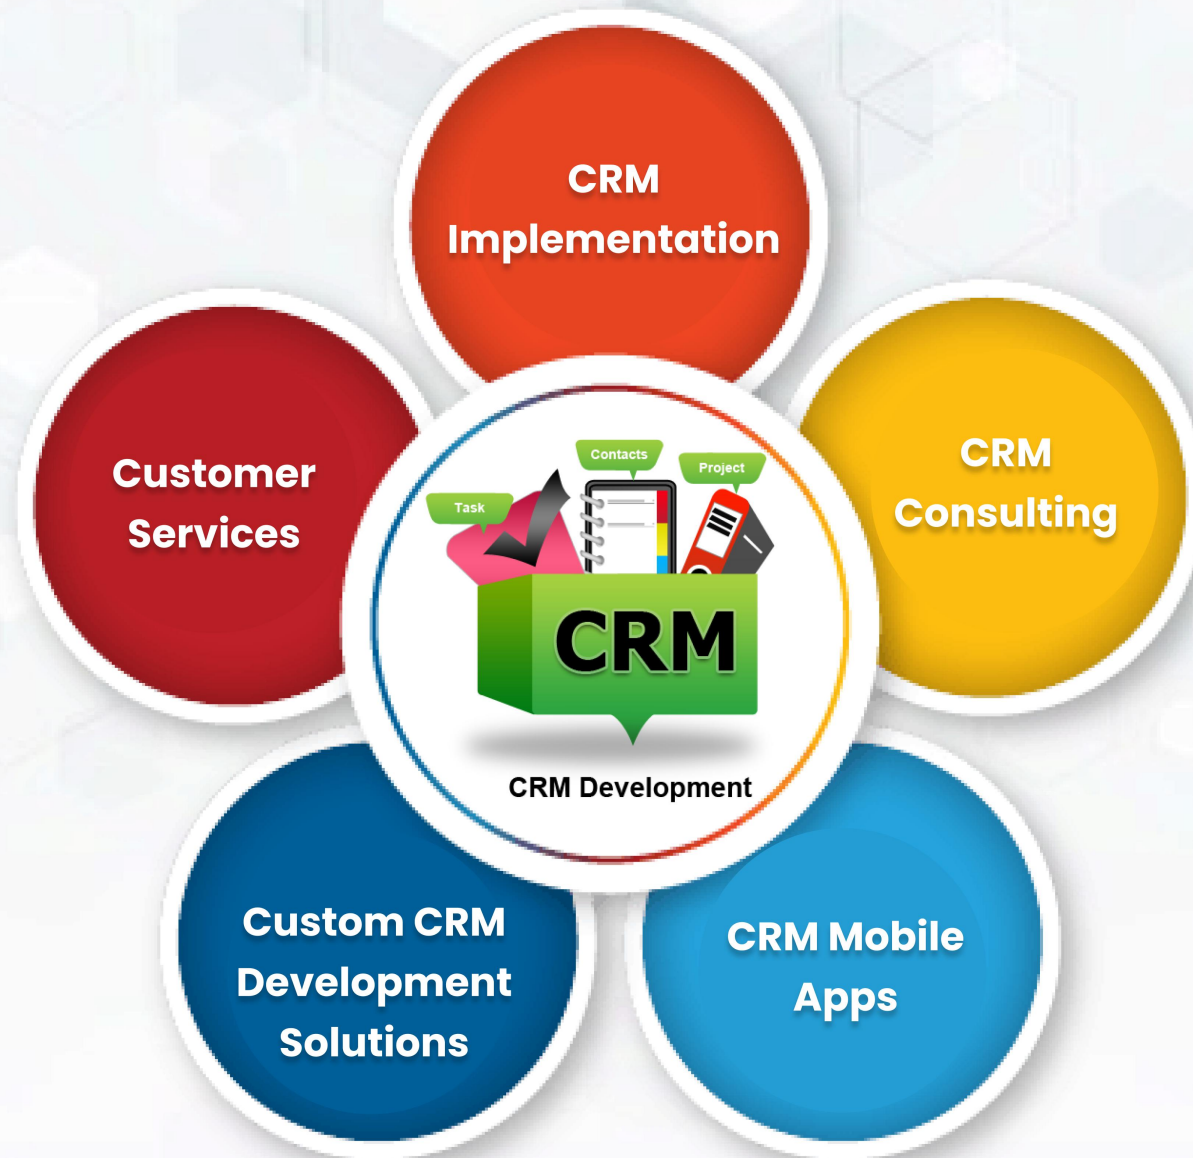 CRM
Implementation
Customer
Services
CRM
Consulting
Contacts
Project
Task
CRM
CRM Development
Custom CRM
Development
Solutions
CRM Mobile
Apps